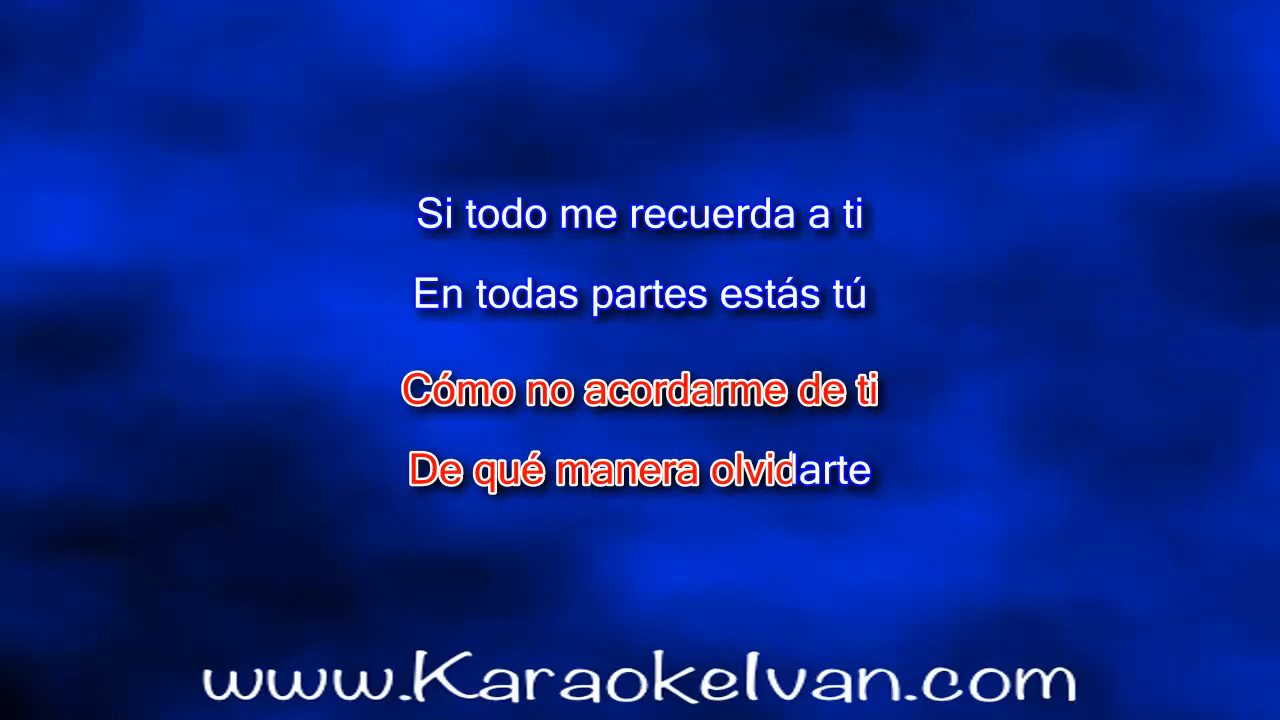 Si todo me recuerda a ti
En todas partes estás tú
Cómo no acordarme de ti
De qué manera olvidarte
www.KaraokeIvan.com